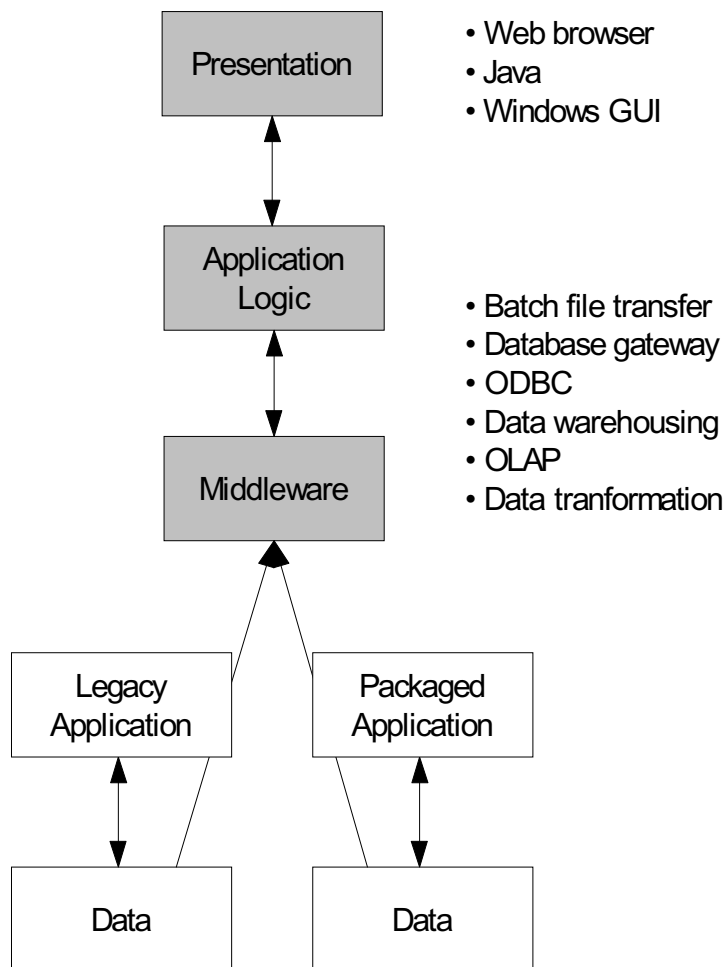 Presentation
• Web browser
• Java
• Windows GUI
Application
Logic
• Batch file transfer
• Database gateway
• ODBC
• Data warehousing
• OLAP
• Data tranformation
Middleware
Legacy
Application
Packaged
Application
Data
Data